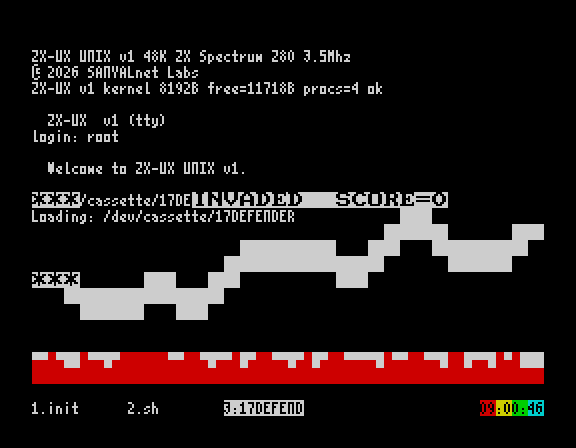 ZX-UX UNIX v1 48K ZX Spectrum Z80 3.5Mhz
© 2026 SANYALnet Labs
ZX-UX v1 kernel 8192B free=11718B procs=4 ok
ZX-UX v1 (tty)
login: root
Welcome to ZX-UX UNIX v1.
****/cassette/17DEINVADED SCORE=0
Loading: /dev/cassette/17DEFENDER
***
1.init 2.sh 3.17DEFEND 09:00:46